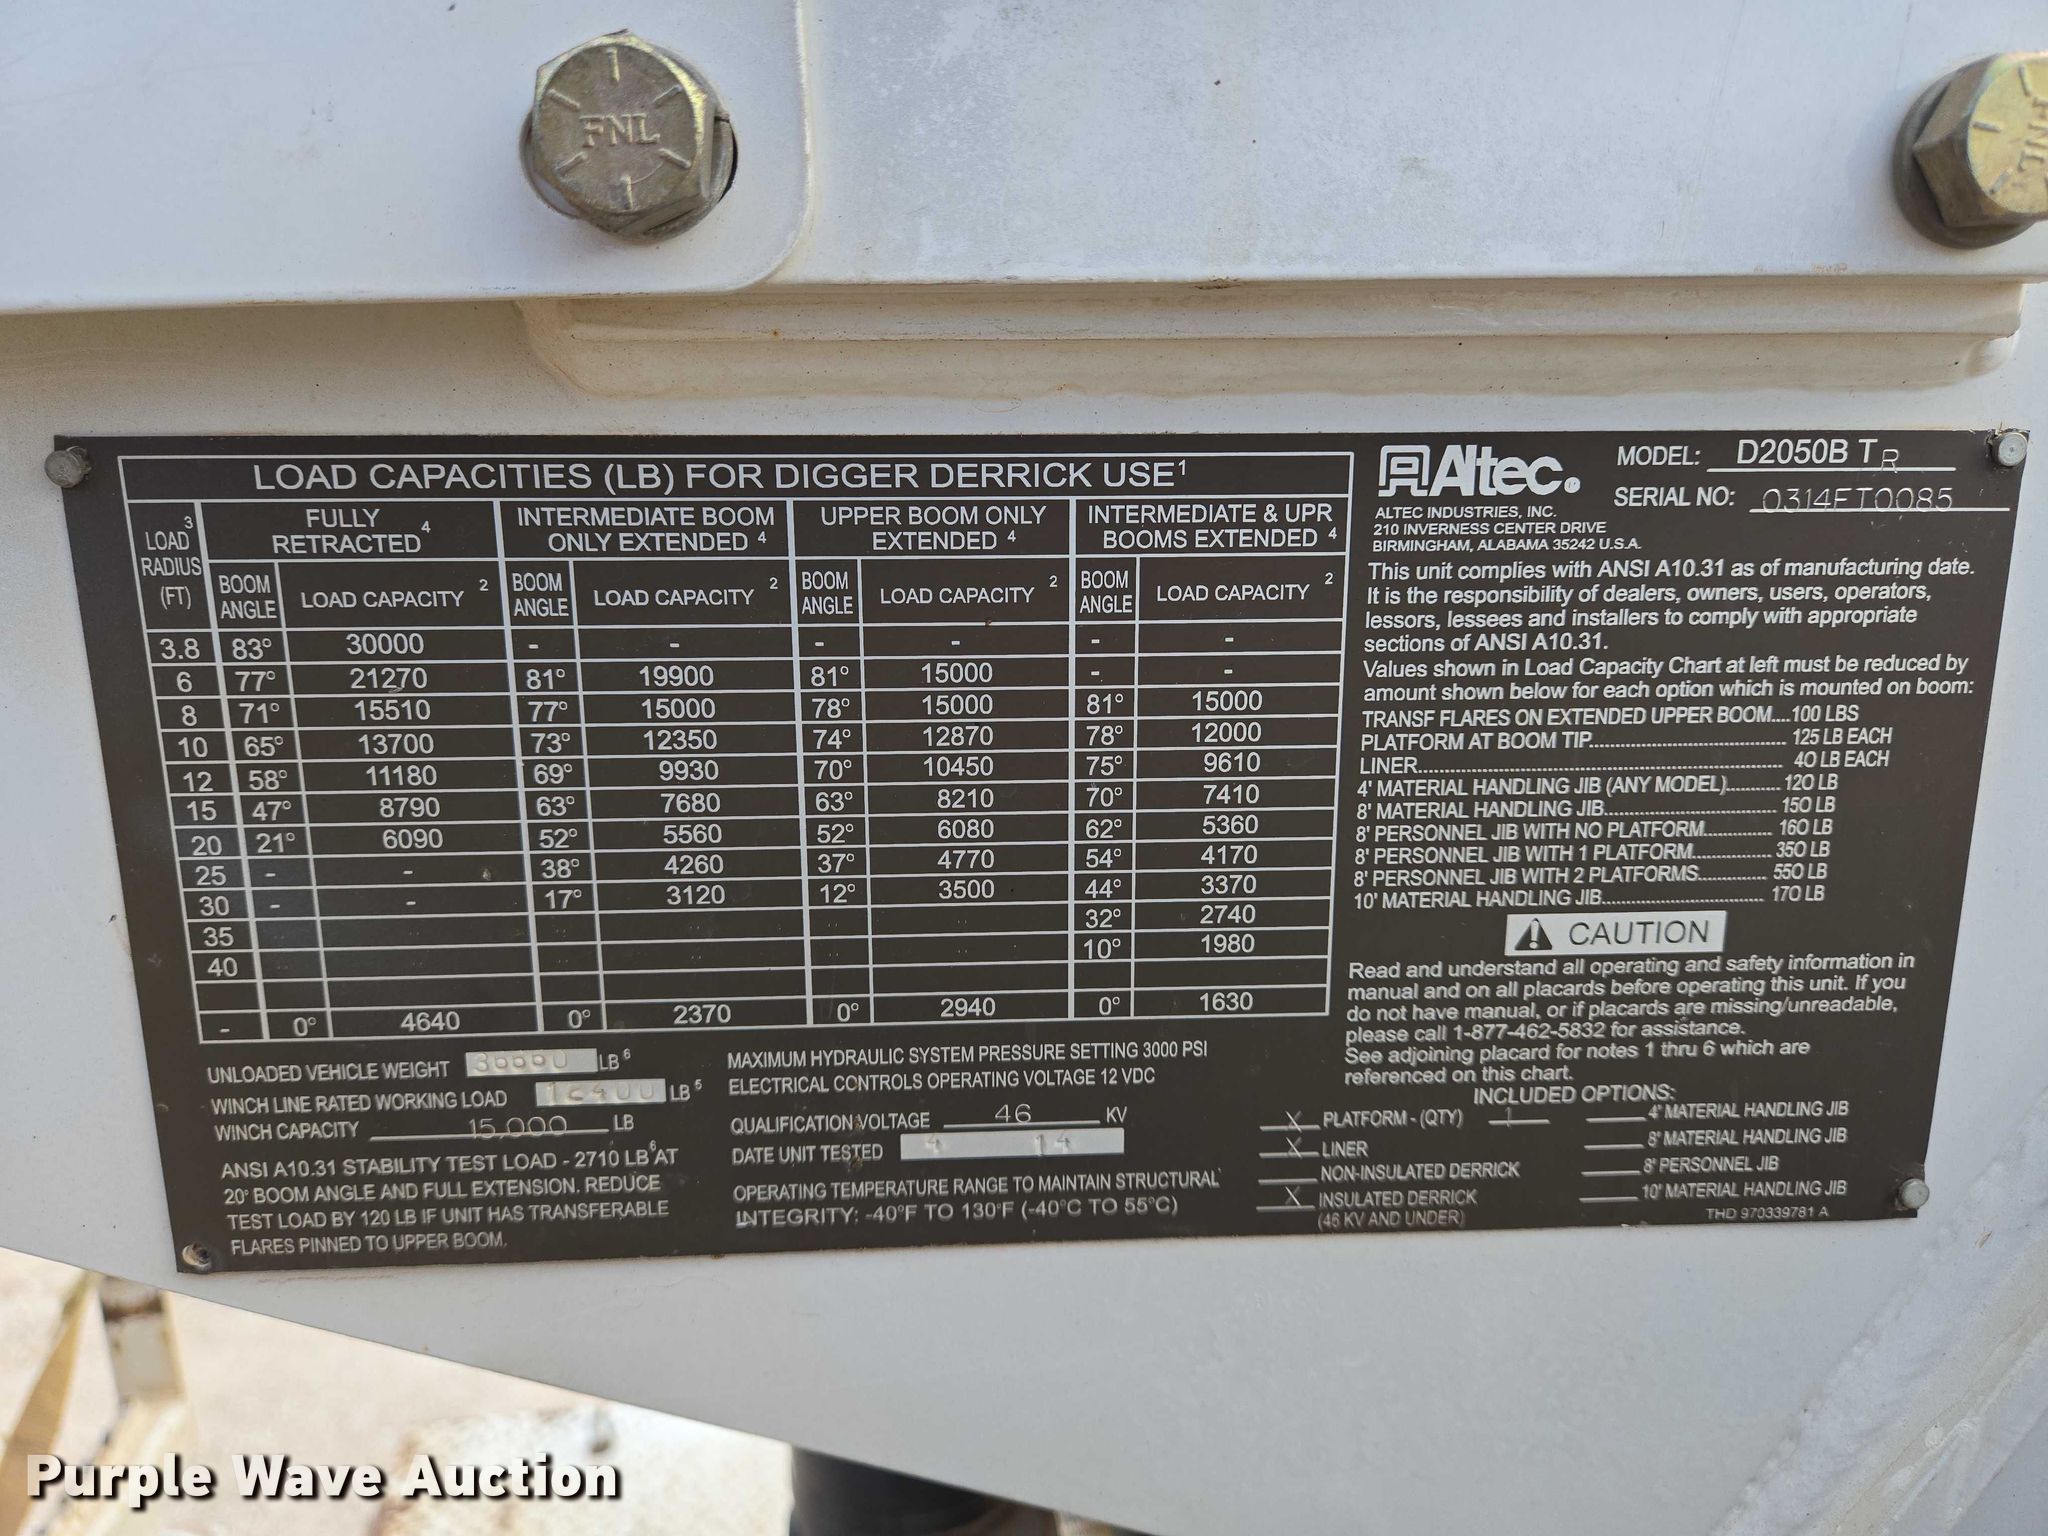 1
FNL
1
FNL
LOAD CAPACITIES (LB) FOR DIGGER DERRICK USE1
3
LOAD
RADIUS
(FT)
FULLY
RETRACTED 4
INTERMEDIATE BOOM
ONLY EXTENDED 4
UPPER BOOM ONLY
EXTENDED 4
INTERMEDIATE & UPR
BOOMS EXTENDED 4
BOOM ANGLE LOAD CAPACITY 2 BOOM ANGLE LOAD CAPACITY 2 BOOM ANGLE LOAD CAPACITY 2 BOOM ANGLE LOAD CAPACITY 2
3.8 83° 30000 - - - - - -
6 77° 21270 81° 19900 81° 15000 - -
8 71° 15510 77° 15000 78° 15000 81° 15000
10 65° 13700 73° 12350 74° 12870 78° 12000
12 58° 11180 69° 9930 70° 10450 75° 9610
15 47° 8790 63° 7680 63° 8210 70° 7410
20 21° 6090 52° 5560 52° 6080 62° 5360
25 - - 38° 4260 37° 4770 54° 4170
30 - - 17° 3120 12° 3500 44° 3370
35 32° 2740
40 10° 1980
- 0° 4640 0° 2370 0° 2940 0° 1630
UNLOADED VEHICLE WEIGHT LB6
WINCH LINE RATED WORKING LOAD 12400 LB5
WINCH CAPACITY 15,000 LB
ANSI A10.31 STABILITY TEST LOAD - 2710 LB6 AT
20° BOOM ANGLE AND FULL EXTENSION. REDUCE
TEST LOAD BY 120 LB IF UNIT HAS TRANSFERABLE
FLARES PINNED TO UPPER BOOM.
MAXIMUM HYDRAULIC SYSTEM PRESSURE SETTING 3000 PSI
ELECTRICAL CONTROLS OPERATING VOLTAGE 12 VDC
QUALIFICATION VOLTAGE 46 KV
DATE UNIT TESTED 4 14
OPERATING TEMPERATURE RANGE TO MAINTAIN STRUCTURAL
INTEGRITY: -40°F TO 130°F (-40°C TO 55°C)
Altec.
MODEL: D2050B TR
SERIAL NO: 0314FT0085
ALTEC INDUSTRIES, INC.
210 INVERNESS CENTER DRIVE
BIRMINGHAM, ALABAMA 35242 U.S.A.
This unit complies with ANSI A10.31 as of manufacturing date.
It is the responsibility of dealers, owners, users, operators,
lessors, lessees and installers to comply with appropriate
sections of ANSI A10.31.
Values shown in Load Capacity Chart at left must be reduced by
amount shown below for each option which is mounted on boom:
TRANSF FLARES ON EXTENDED UPPER BOOM....100 LBS
PLATFORM AT BOOM TIP............................125 LB EACH
LINER............................40 LB EACH
4' MATERIAL HANDLING JIB (ANY MODEL)...........120 LB
8' MATERIAL HANDLING JIB............................150 LB
8' PERSONNEL JIB WITH NO PLATFORM..............160 LB
8' PERSONNEL JIB WITH 1 PLATFORM................350 LB
8' PERSONNEL JIB WITH 2 PLATFORMS..............550 LB
10' MATERIAL HANDLING JIB............................170 LB
CAUTION
Read and understand all operating and safety information in
manual and on all placards before operating this unit. If you
do not have manual, or if placards are missing/unreadable,
please call 1-877-462-5832 for assistance.
See adjoining placard for notes 1 thru 6 which are
referenced on this chart.
INCLUDED OPTIONS:
X PLATFORM - (QTY) 1
X LINER
NON-INSULATED DERRICK
X INSULATED DERRICK
(46 KV AND UNDER)
4' MATERIAL HANDLING JIB
8' MATERIAL HANDLING JIB
8' PERSONNEL JIB
10' MATERIAL HANDLING JIB
THD 970339781 A
Purple Wave Auction